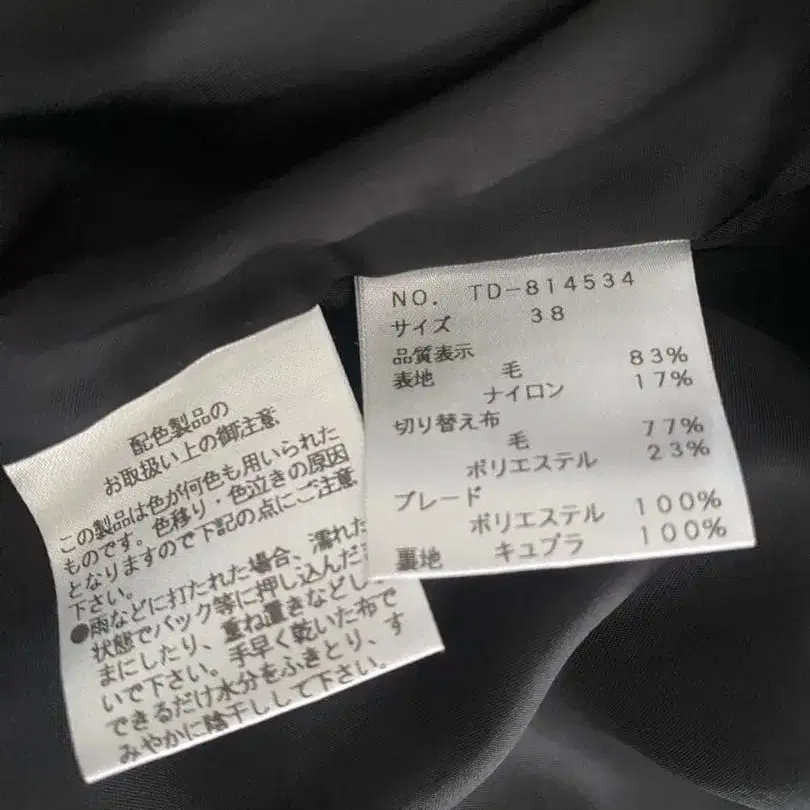 配色製品の
お取扱い上の御注意
この製品は色が何色も用いられた
ものです。色移り・色泣きの原因
となりますので下記の点にご注意
下さい。
●雨などに打たれた場合、濡れた
状態でバック等に押し込んだ
まにしたり、重ね置きなどし
いで下さい。手早く乾いた布で
できるだけ水分をふきとり、す
みやかに陰干しして下さい。
NO. TD-814534
サイズ 38
品質表示
表地 毛 83%
ナイロン 17%
切り替え布
毛 77%
ポリエステル 23%
ブレード
ポリエステル 100%
裏地 キュプラ 100%